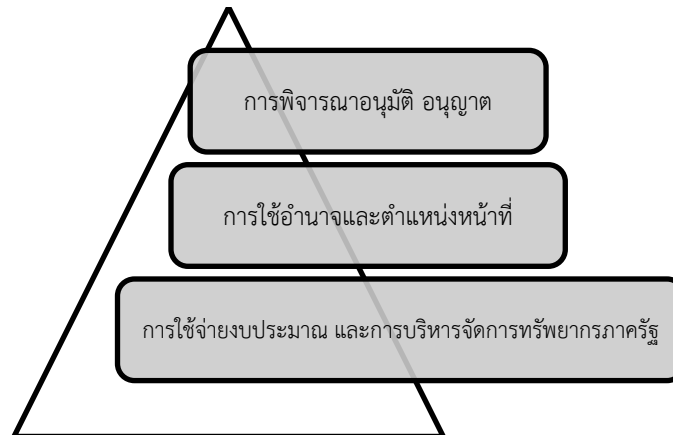 การพิจารณาอนุมัติ อนุญาต
การใช้อำนาจและตำแหน่งหน้าที่
การใช้จ่ายงบประมาณ และการบริหารจัดการทรัพยากรภาครัฐ